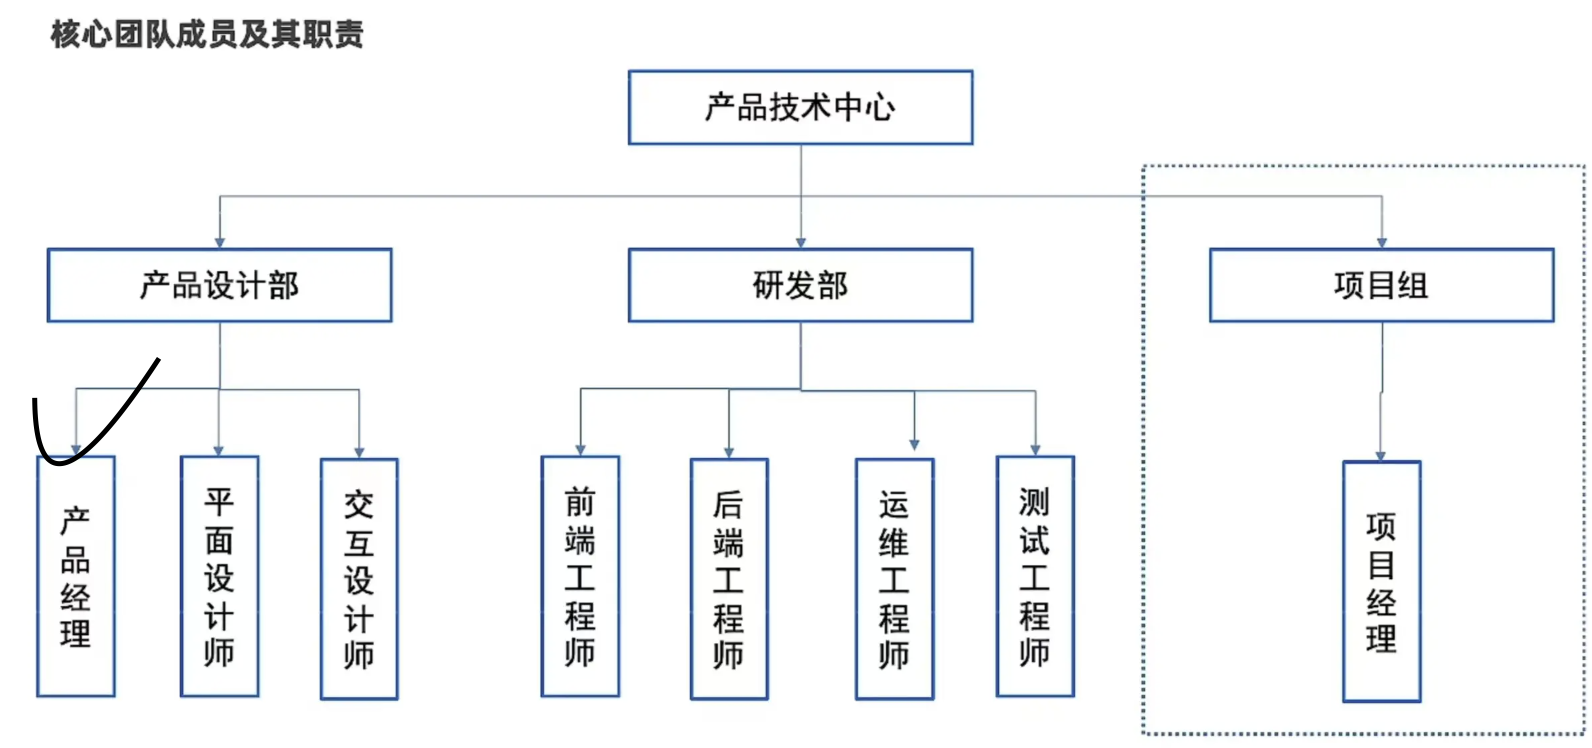 核心团队成员及其职责
产品技术中心
产品设计部
研发部
项目组
产品经理
平面设计师
交互设计师
前端工程师
后端工程师
运维工程师
测试工程师
项目经理